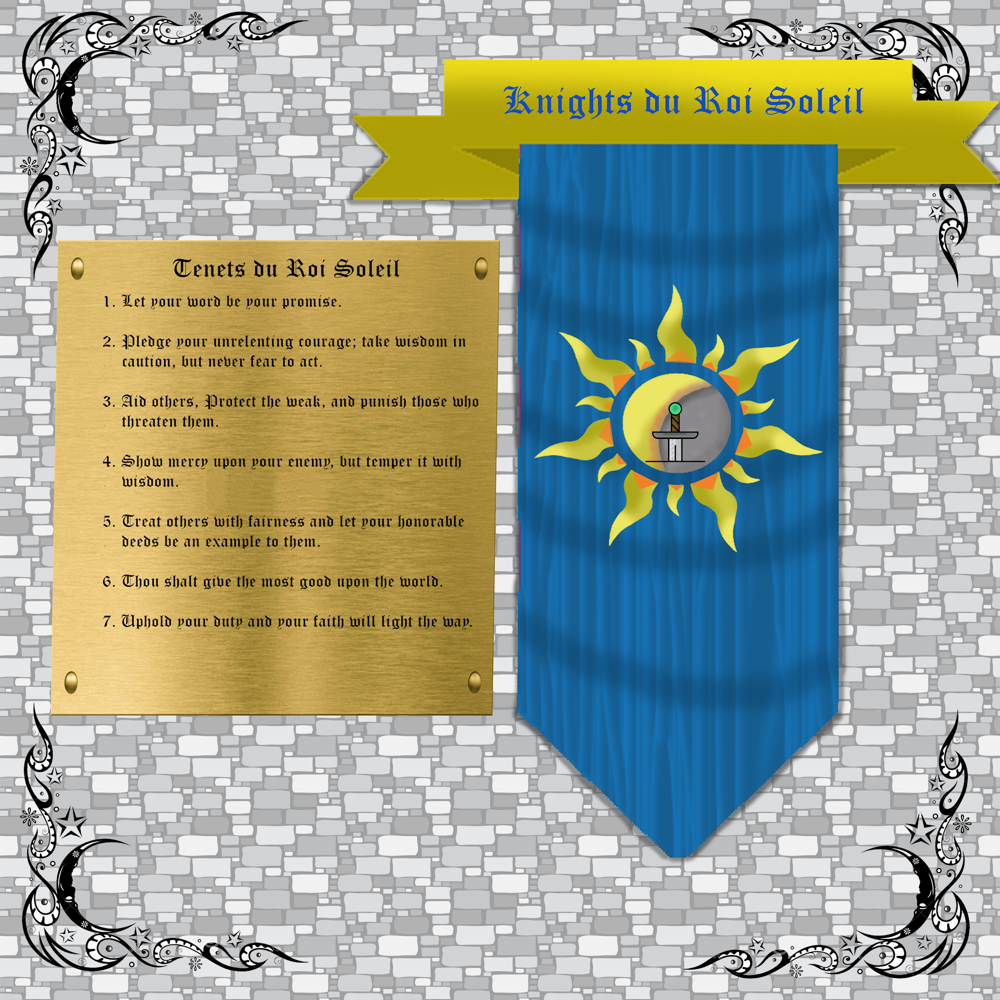 Knights du Roi Soleil
Tenets du Roi Soleil
1. Let your word be your promise.
2. Pledge your unrelenting courage; take wisdom in
caution, but never fear to act.
3. Aid others, Protect the weak, and punish those who
threaten them.
4. Show mercy upon your enemy, but temper it with
wisdom.
5. Treat others with fairness and let your honorable
deeds be an example to them.
6. Thou shalt give the most good upon the world.
7. Uphold your duty and your faith will light the way.